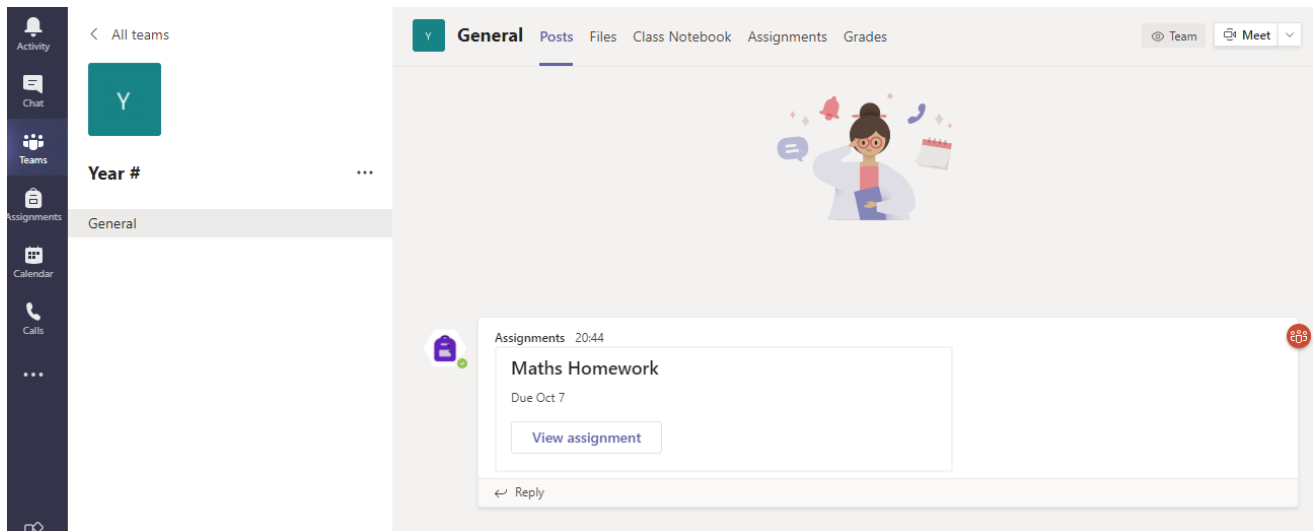 Activity
Chat
Teams
Assignments
Calendar
Calls
All teams
Y
Year #
General
Y
General Posts Files Class Notebook Assignments Grades
Team
Meet
Assignments 20:44
Maths Homework
Due Oct 7
View assignment
Reply